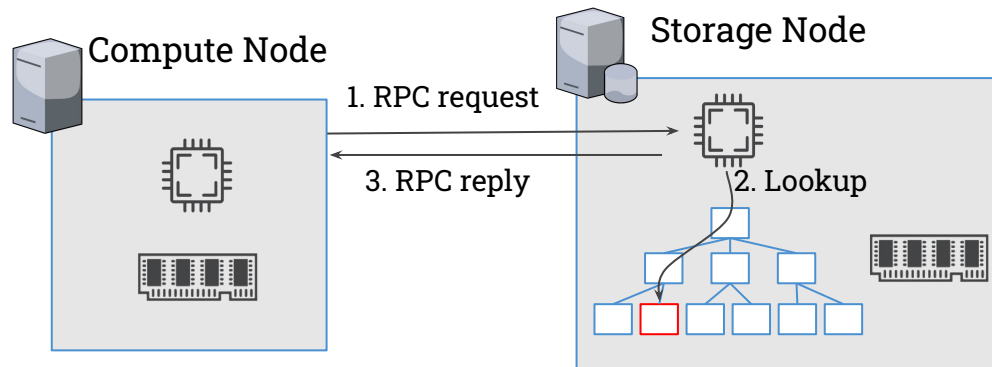 Compute Node
Storage Node
1. RPC request
3. RPC reply
2. Lookup